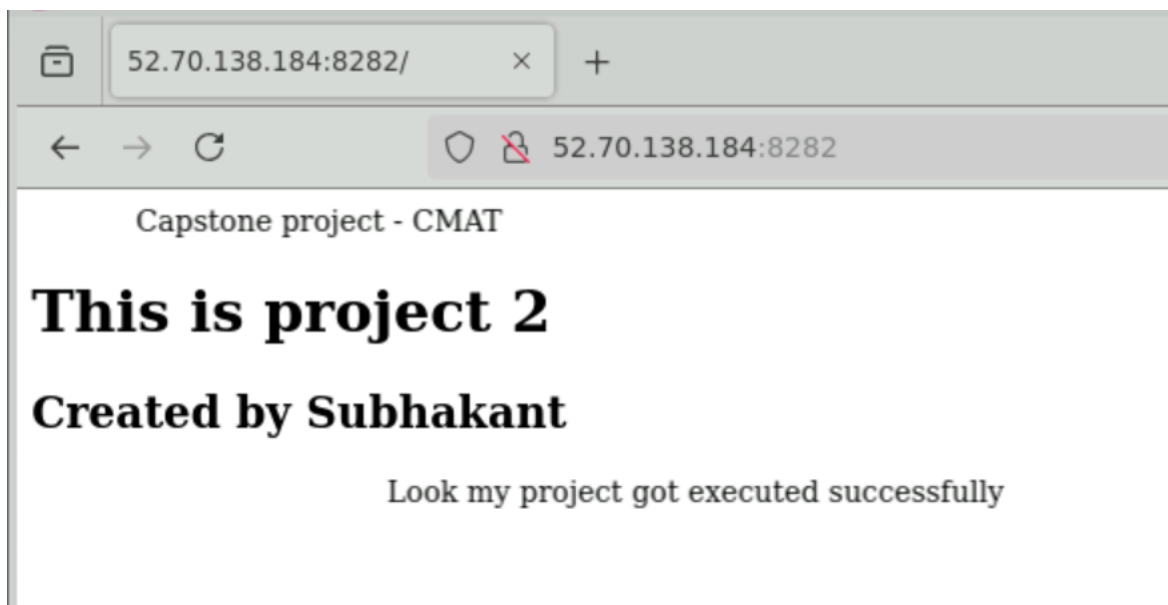 52.70.138.184:8282/
52.70.138.184:8282
Capstone project - CMAT
This is project 2
Created by Subhakant
Look my project got executed successfully